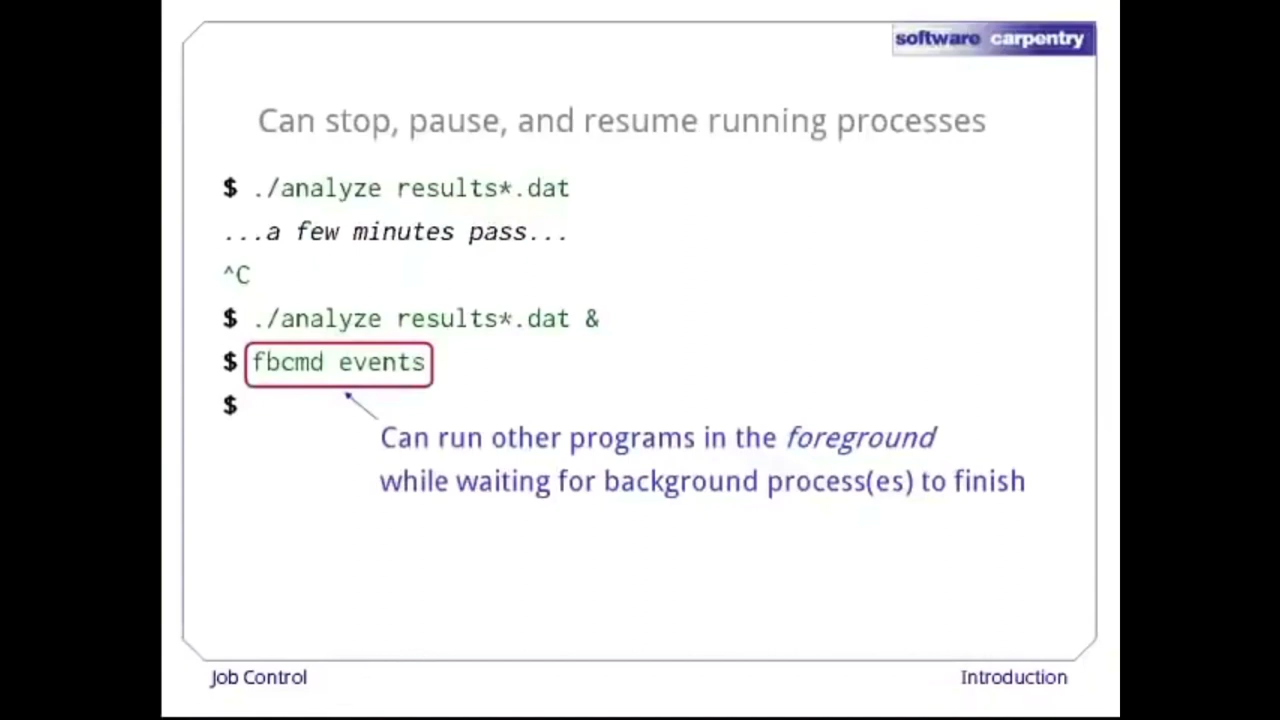 software carpentry
Can stop, pause, and resume running processes
$ ./analyze results*.dat
...a few minutes pass...
^C
$ ./analyze results*.dat &
$ fbcmd events
$
Can run other programs in the foreground
while waiting for background process(es) to finish
Job Control
Introduction